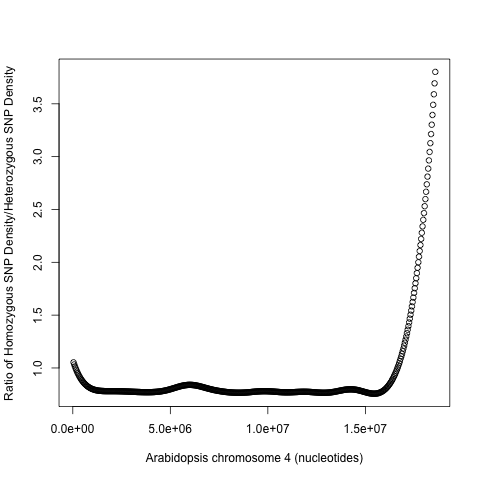 Ratio of Homozygous SNP Density/Heterozygous SNP Density
3.5
3.0
2.5
2.0
1.5
1.0
0.0e+00 5.0e+06 1.0e+07 1.5e+07
Arabidopsis chromosome 4 (nucleotides)